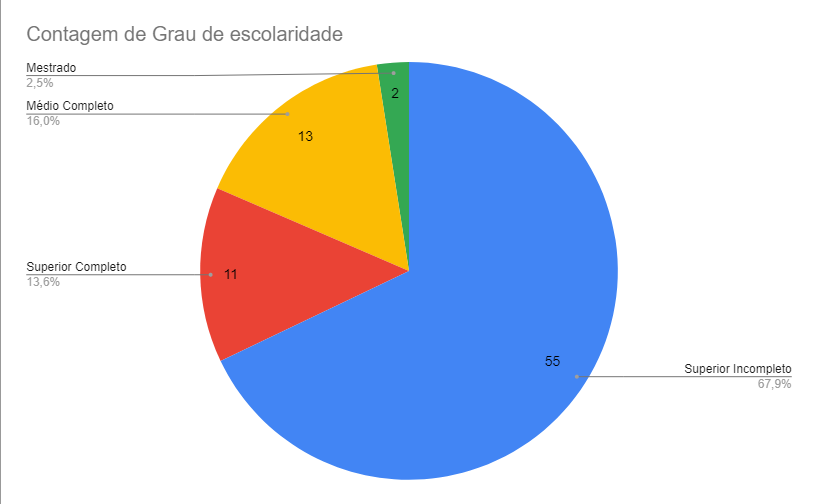 Contagem de Grau de escolaridade
Mestrado
2,5%
2
Médio Completo
16,0%
13
Superior Completo
13,6%
11
55
Superior Incompleto
67,9%